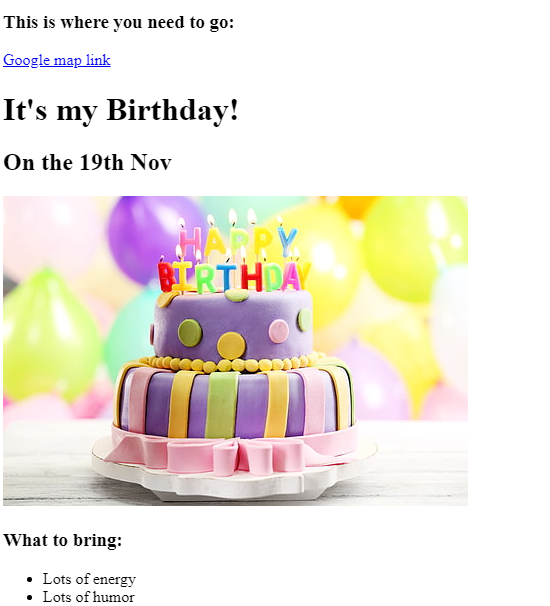 This is where you need to go:
Google map link
It's my Birthday!
On the 19th Nov
HAPPY
BIRTHDAY
What to bring:
Lots of energy
Lots of humor